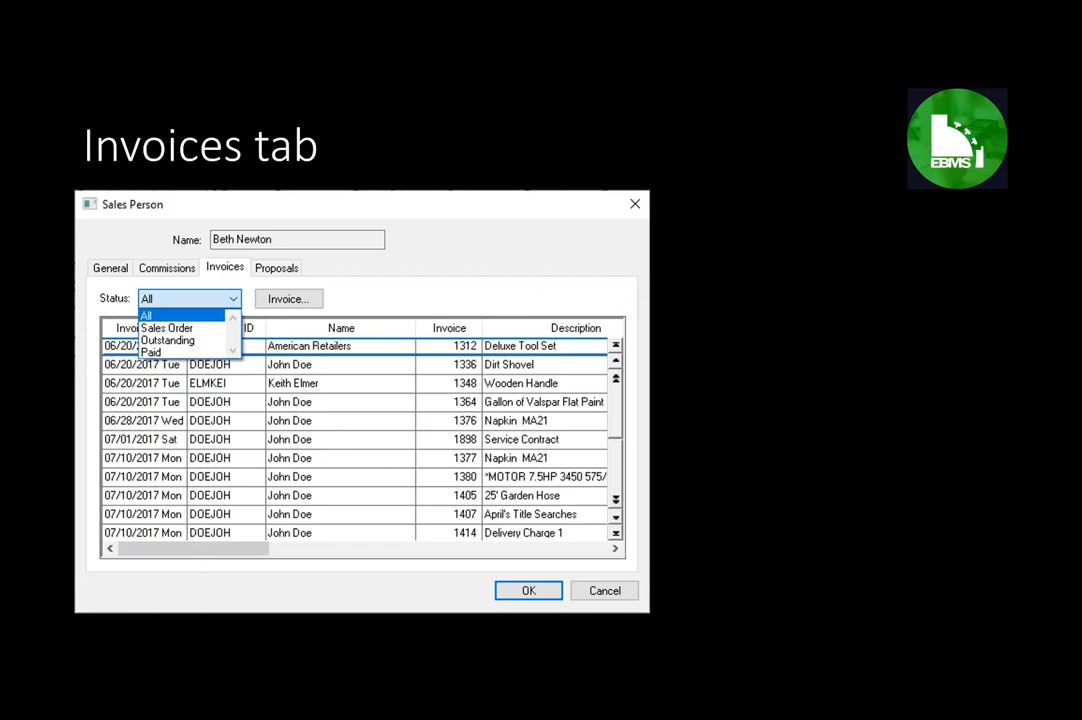 Invoices tab
EBMS
Sales Person
Name: Beth Newton
General Commissions Invoices Proposals
Status: All Invoice...
All
Sales Order
Outstanding
Paid
Invoi ID Name Invoice Description
06/20/ American Retailers 1312 Deluxe Tool Set
06/20/2017 Tue DOEJOH John Doe 1336 Dirt Shovel
06/20/2017 Tue ELMKEI Keith Elmer 1348 Wooden Handle
06/20/2017 Tue DOEJOH John Doe 1364 Gallon of Valspar Flat Paint
06/28/2017 Wed DOEJOH John Doe 1376 Napkin MA21
07/01/2017 Sat DOEJOH John Doe 1898 Service Contract
07/10/2017 Mon DOEJOH John Doe 1377 Napkin MA21
07/10/2017 Mon DOEJOH John Doe 1380 *MOTOR 7.5HP 3450 575/
07/10/2017 Mon DOEJOH John Doe 1405 25' Garden Hose
07/10/2017 Mon DOEJOH John Doe 1407 April's Title Searches
07/10/2017 Mon DOEJOH John Doe 1414 Delivery Charge 1
OK Cancel